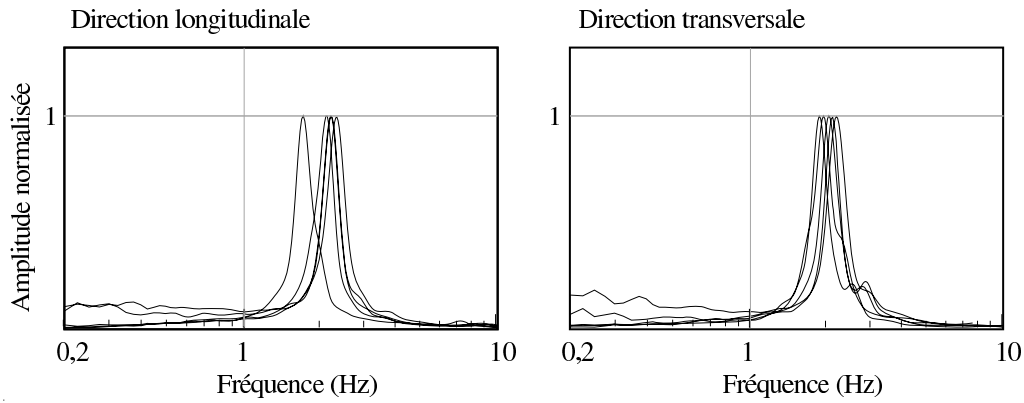 Direction longitudinale
Direction transversale
Amplitude normalisée
1
1
0,2
1
10
0,2
1
10
Fréquence (Hz)
Fréquence (Hz)